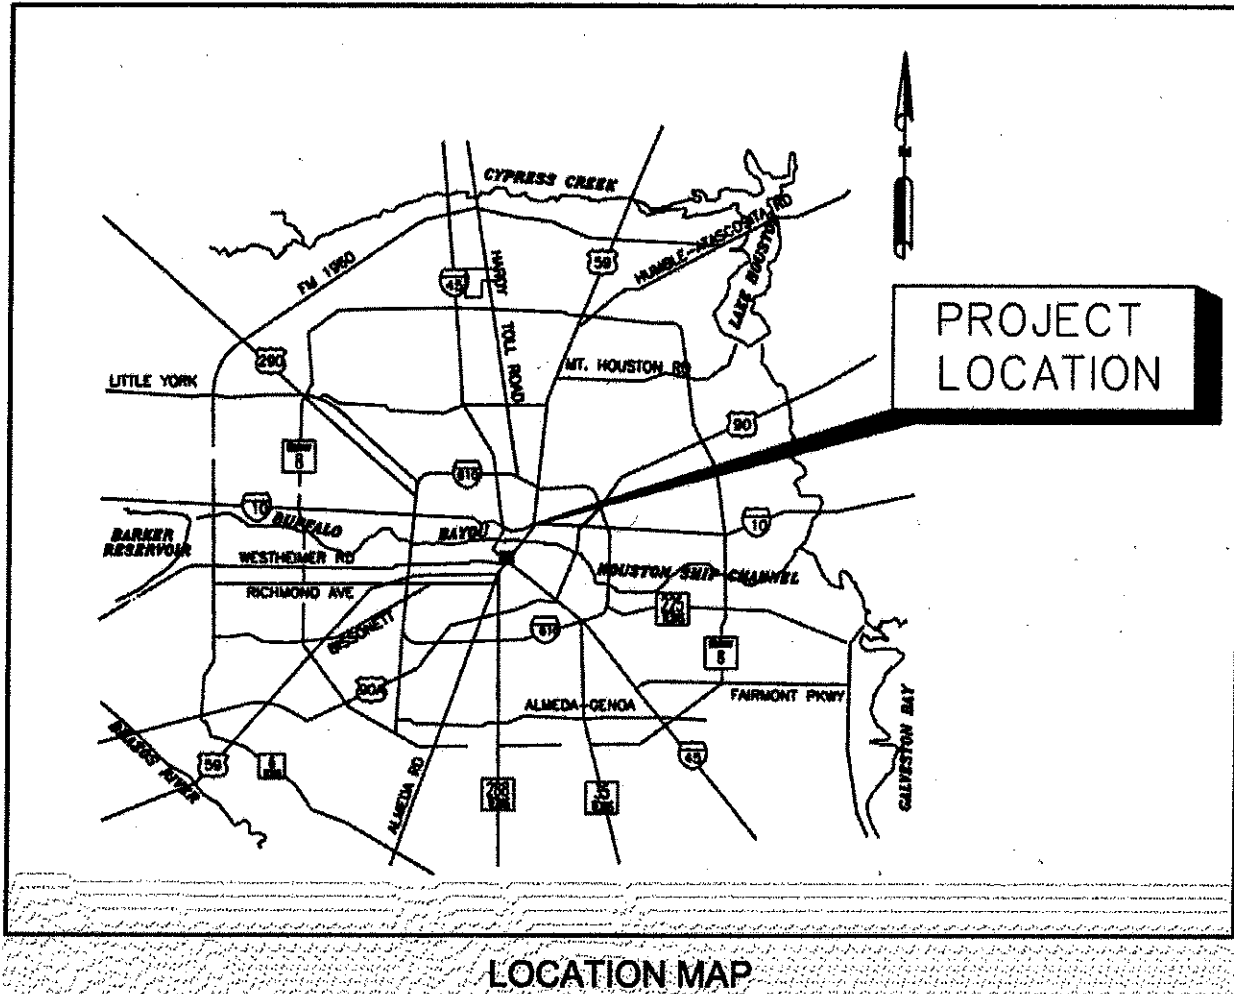 N
CYPRESS CREEK
HUMBLE-ATASCOSITA RD
HARDY
TOLL ROAD
59
45
FM 1960
LAKE HOUSTON
PROJECT
LOCATION
290
LITTLE YORK
MT. HOUSTON RD
90
8
610
10
10
BUFFALO
BAYOU
BARKER
RESERVOIR
WESTHEIMER RD
HOUSTON SHIP CHANNEL
RICHMOND AVE
225
BISSONETT
610
8
90A
FAIRMONT PKWY
ALMEDA-GENOA
GALVESTON BAY
BRAZOS RIVER
59
6
ALMEDA RD
288
35
45
LOCATION MAP